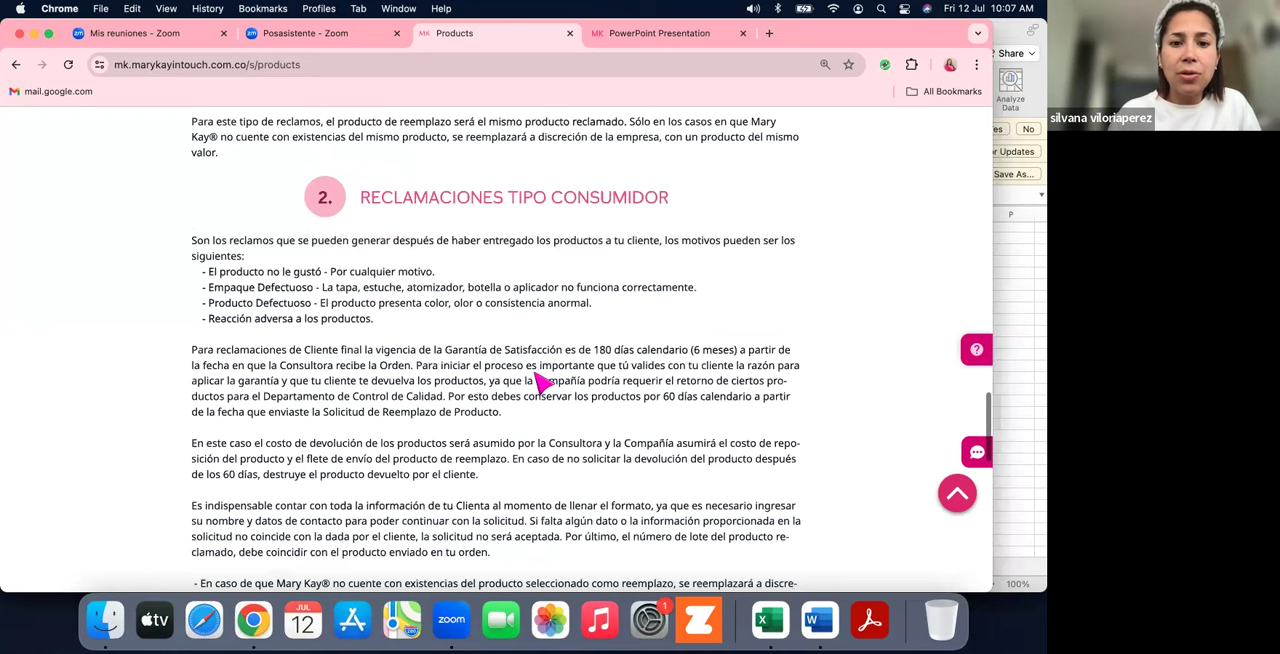 Chrome File Edit View History Bookmarks Profiles Tab Window Help Fri 12 Jul 10:07 AM
Mis reuniones - Zoom
Posasistente - Zoom
MK Products
MK PowerPoint Presentation
mk.marykayintouch.com.co/s/products
mail.google.com
All Bookmarks
Para este tipo de reclamos, el producto de reemplazo será el mismo producto reclamado. Sólo en los casos en que Mary
Kay® no cuente con existencias del mismo producto, se reemplazará a discreción de la empresa, con un producto del mismo
valor.
2. RECLAMACIONES TIPO CONSUMIDOR
Son los reclamos que se pueden generar después de haber entregado los productos a tu cliente, los motivos pueden ser los
siguientes:
- El producto no le gustó - Por cualquier motivo.
- Empaque Defectuoso - La tapa, estuche, atomizador, botella o aplicador no funciona correctamente.
- Producto Defectuoso - El producto presenta color, olor o consistencia anormal.
- Reacción adversa a los productos.
Para reclamaciones de Cliente final la vigencia de la Garantía de Satisfacción es de 180 días calendario (6 meses) a partir de
la fecha en que la Consultora recibe la Orden. Para iniciar el proceso es importante que tú valides con tu cliente la razón para
aplicar la garantía y que tu cliente te devuelva los productos, ya que la podría requerir el retorno de ciertos pro-
ductos para el Departamento de Control de Calidad. Por esto debes conservar los productos por 60 días calendario a partir
de la fecha que enviaste la Solicitud de Reemplazo de Producto.
En este caso el costo de devolución de los productos será asumido por la Consultora y la Compañía asumirá el costo de repo-
sición del producto y flete de envío del producto de reemplazo. En caso de no solicitar la devolución del producto después
de los 60 días, destruye el producto devuelto por el cliente.
Es indispensable contar con toda la información de tu Clienta al momento de llenar el formato, ya que es necesario ingresar
su nombre y datos de contacto para poder continuar con la solicitud. Si falta algún dato o la información proporcionada en la
solicitud no coincide con la dada por el cliente, la solicitud no será aceptada. Por último, el número de lote del producto re-
clamado, debe coincidir con el producto enviado en tu orden.
- En caso de que Mary Kay® no cuente con existencias del producto seleccionado como reemplazo, se reemplazará a discre-
Share
Analyze
Data
es No
or Updates
Save As...
P
100%
silvana viloriaperez
JUL
12
tv
zoom
1